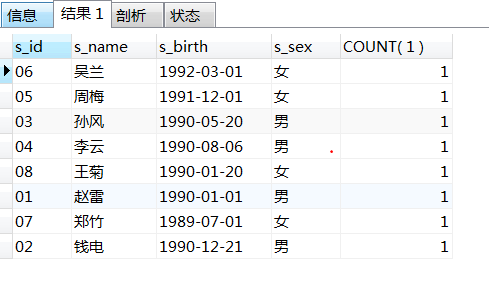 信息 结果 1 剖析 状态
s_id s_name s_birth s_sex COUNT( 1 )
06 吴兰 1992-03-01 女 1
05 周梅 1991-12-01 女 1
03 孙风 1990-05-20 男 1
04 李云 1990-08-06 男 1
08 王菊 1990-01-20 女 1
01 赵雷 1990-01-01 男 1
07 郑竹 1989-07-01 女 1
02 钱电 1990-12-21 男 1